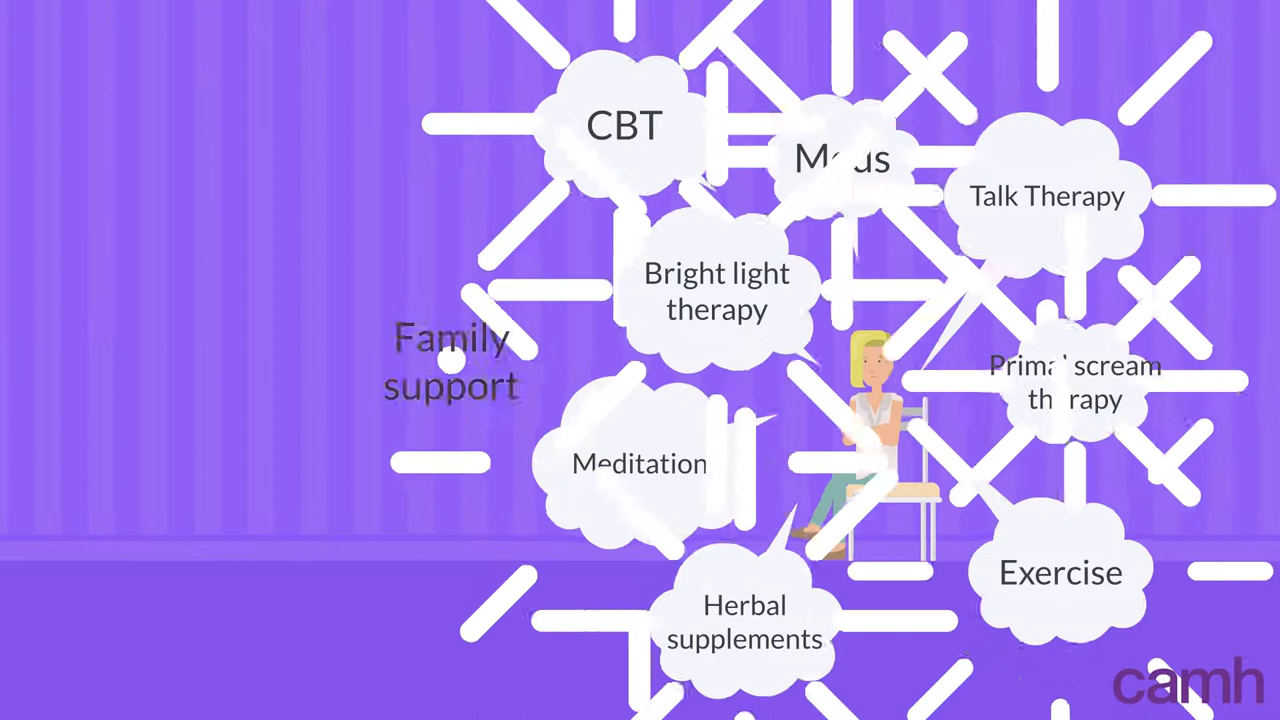 CBT
Meds
Talk Therapy
Bright light
therapy
Family
support
Primal scream
therapy
Meditation
Exercise
Herbal
supplements
camh